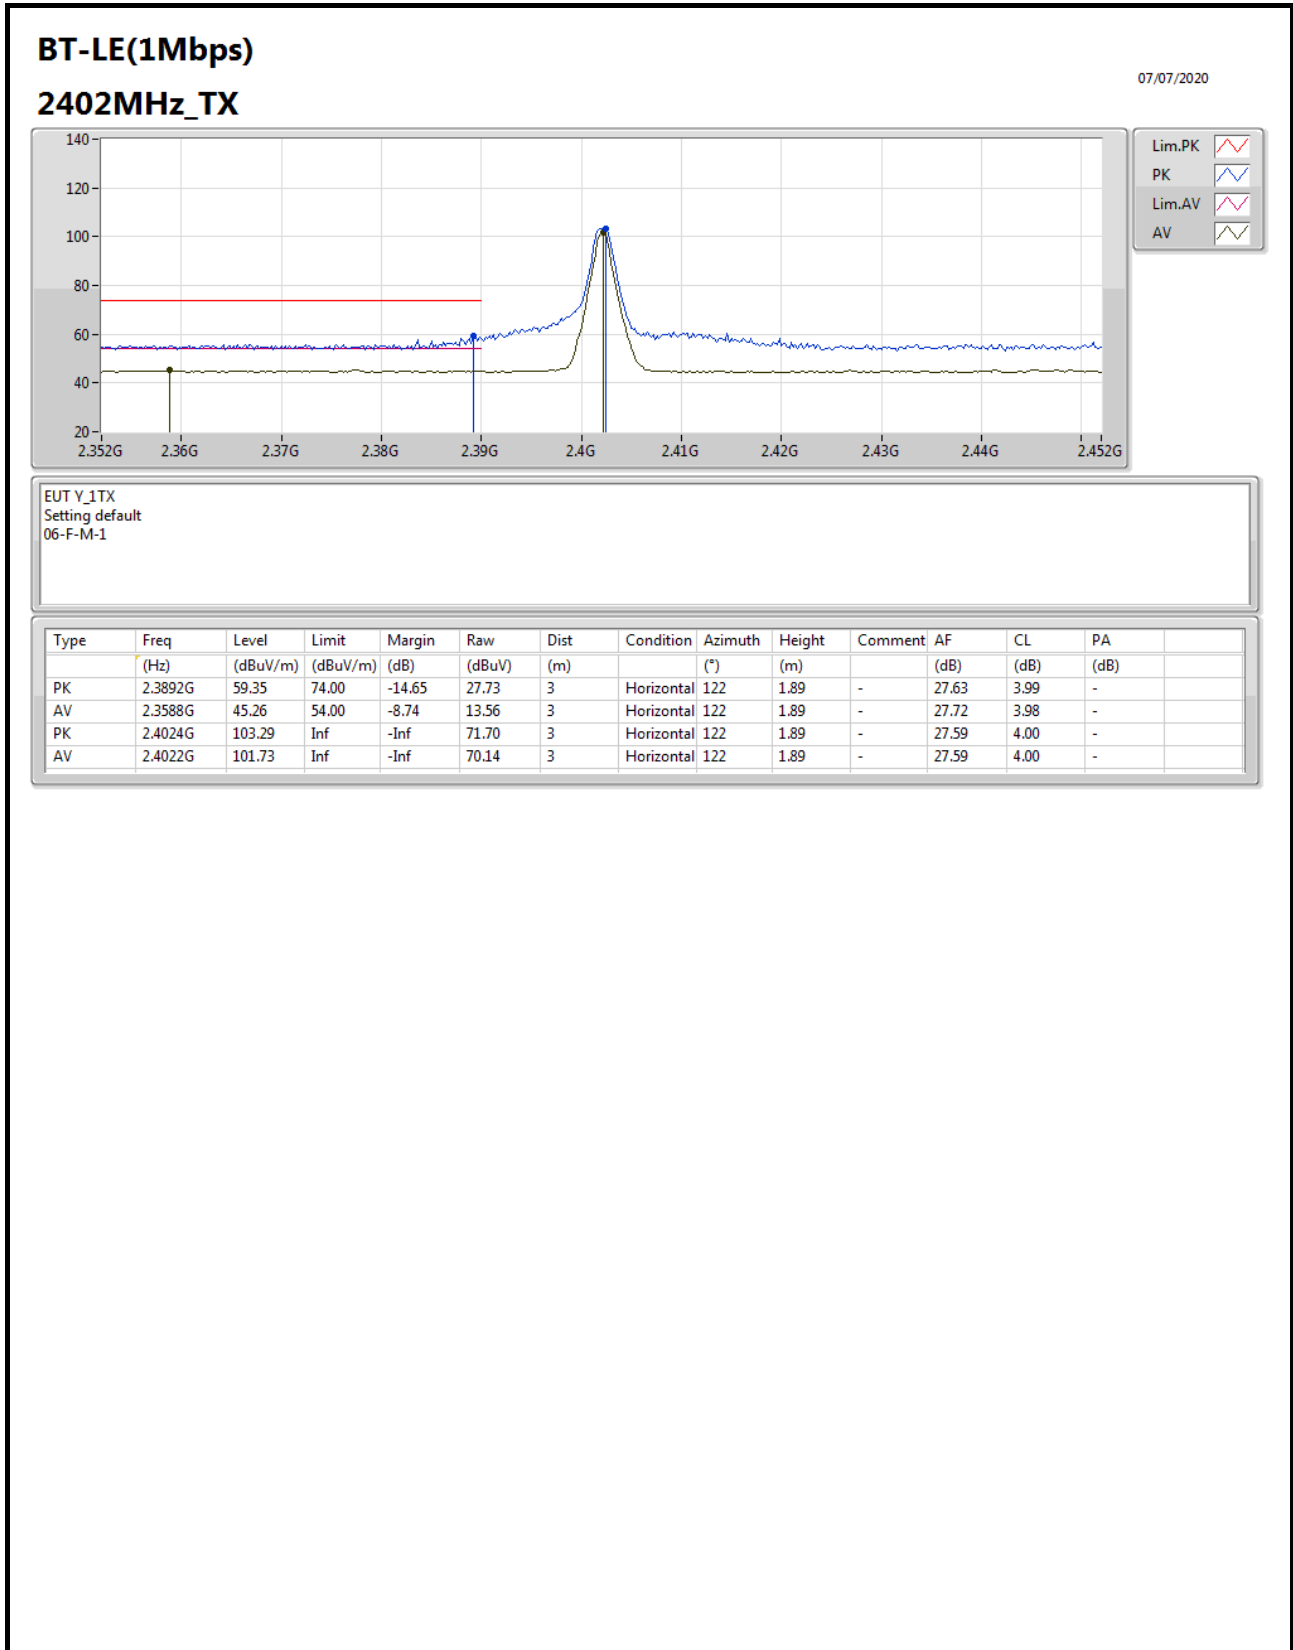 BT-LE(1Mbps)
07/07/2020
2402MHz_TX
140
120
100
80
60
40
20
2.352G 2.36G 2.37G 2.38G 2.39G 2.4G 2.41G 2.42G 2.43G 2.44G 2.452G
Lim.PK
PK
Lim.AV
AV
EUT Y_1TX
Setting default
06-F-M-1
Type Freq Level Limit Margin Raw Dist Condition Azimuth Height Comment AF CL PA
(Hz) (dBuV/m) (dBuV/m) (dB) (dBuV) (m) (°) (m) (dB) (dB) (dB)
PK 2.3892G 59.35 74.00 -14.65 27.73 3 Horizontal 122 1.89 - 27.63 3.99 -
AV 2.3588G 45.26 54.00 -8.74 13.56 3 Horizontal 122 1.89 - 27.72 3.98 -
PK 2.4024G 103.29 Inf -Inf 71.70 3 Horizontal 122 1.89 - 27.59 4.00 -
AV 2.4022G 101.73 Inf -Inf 70.14 3 Horizontal 122 1.89 - 27.59 4.00 -